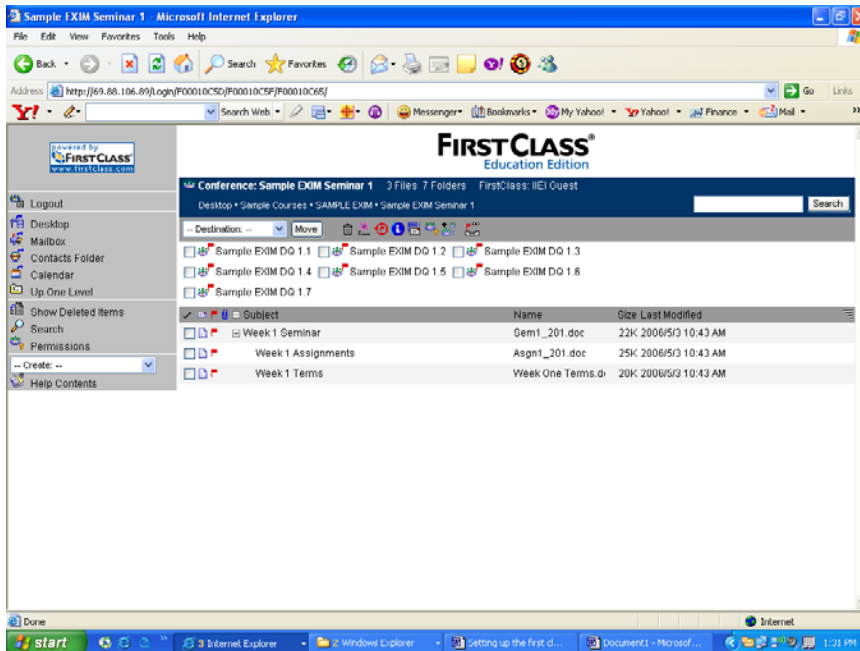 Sample EXIM Seminar 1 - Microsoft Internet Explorer
File Edit View Favorites Tools Help
Back Search Favorites
Address http://69.88.106.89/Login/F00010C5D/F00010C5F/F00010C65/ Go Links
Y! Search Web Messenger Bookmarks My Yahoo! Yahoo! Finance Mail
powered by
FIRSTCLASS
www.firstclass.com
FIRSTCLASS®
Education Edition
Conference: Sample EXIM Seminar 1 3 Files 7 Folders FirstClass: IIEI Guest
Desktop • Sample Courses • SAMPLE EXIM • Sample EXIM Seminar 1 Search
Logout
Desktop
Mailbox
Contacts Folder
Calendar
Up One Level
Show Deleted Items
Search
Permissions
-- Create: --
Help Contents
-- Destination: -- Move
Sample EXIM DQ 1.1 Sample EXIM DQ 1.2 Sample EXIM DQ 1.3
Sample EXIM DQ 1.4 Sample EXIM DQ 1.5 Sample EXIM DQ 1.6
Sample EXIM DQ 1.7
Subject Name Size Last Modified
Week 1 Seminar Sem1_201.doc 22K 2006/5/3 10:43 AM
Week 1 Assignments Asgn1_201.doc 25K 2006/5/3 10:43 AM
Week 1 Terms Week One Terms.d 20K 2006/5/3 10:43 AM
Done Internet
start 3 Internet Explorer 2 Windows Explorer Setting up the first cl... Document1 - Microsof... 1:31 PM